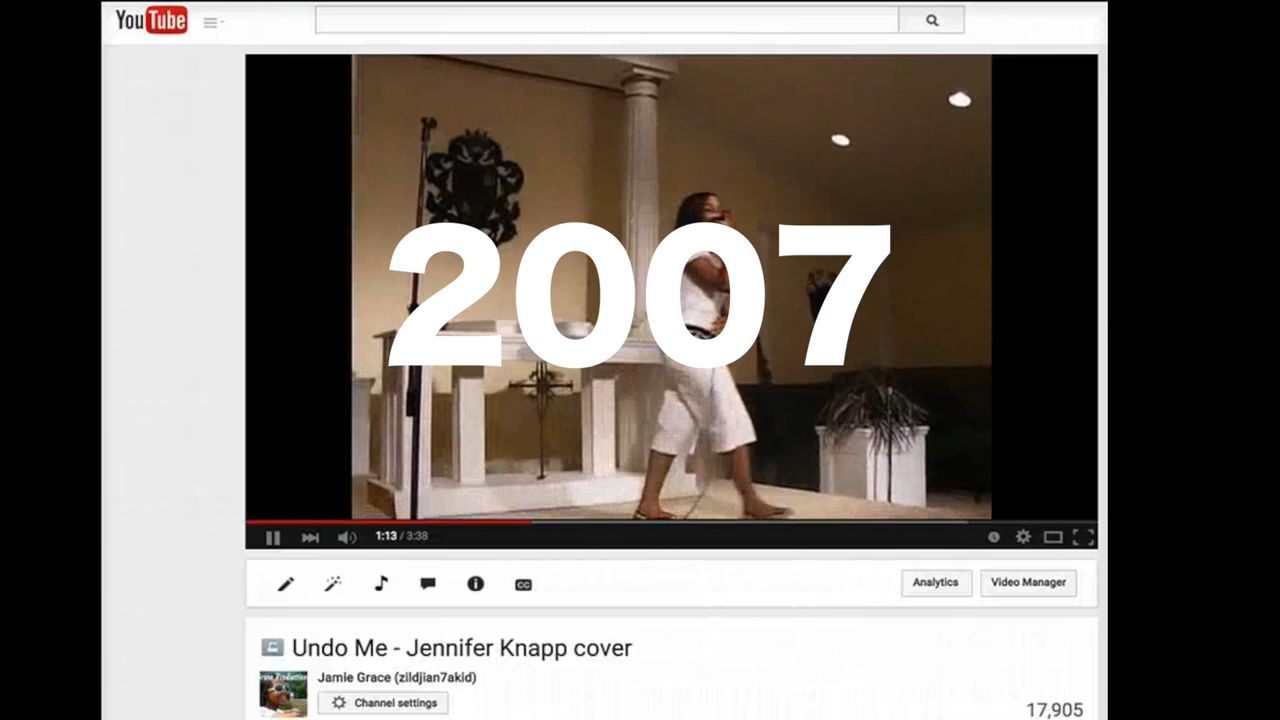 YouTube
2007
1:13 / 3:38
CC
Analytics
Video Manager
Undo Me - Jennifer Knapp cover
Jamie Grace (zildjian7akid)
Channel settings
17,905